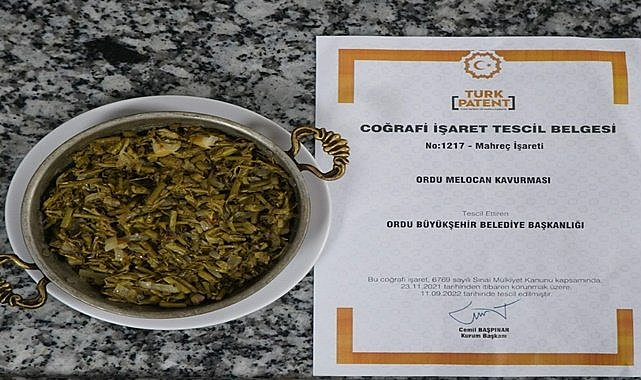 TURK
PATENT
COĞRAFİ İŞARET TESCİL BELGESİ
No:1217 - Mahreç İşareti
ORDU MELOCAN KAVURMASI
Tescil Ettiren
ORDU BÜYÜKŞEHİR BELEDİYE BAŞKANLIĞI
Bu coğrafi işaret, 6769 sayılı Sınai Mülkiyet Kanunu kapsamında,
23.11.2021 tarihinden itibaren korunmak üzere,
11.09.2022 tarihinde tescil edilmiştir.
Cemil BAŞPINAR
Kurum Başkanı